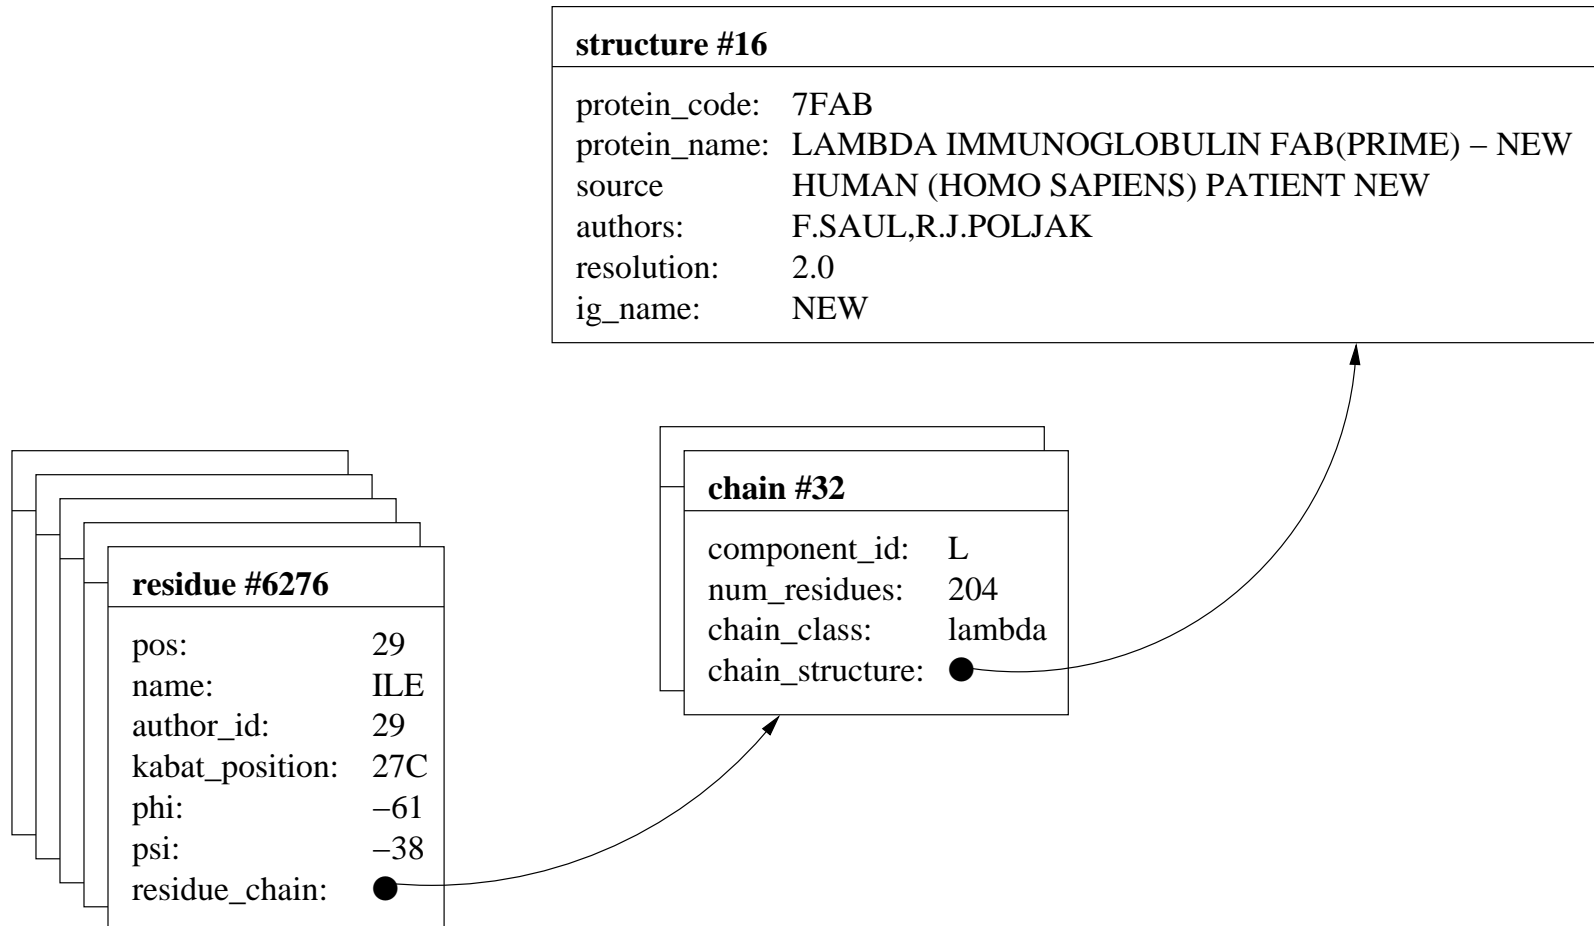 structure #16
protein_code: 7FAB
protein_name: LAMBDA IMMUNOGLOBULIN FAB(PRIME) − NEW
source HUMAN (HOMO SAPIENS) PATIENT NEW
authors: F.SAUL,R.J.POLJAK
resolution: 2.0
ig_name: NEW
chain #32
component_id: L
num_residues: 204
chain_class: lambda
chain_structure:
residue #6276
pos: 29
name: ILE
author_id: 29
kabat_position: 27C
phi: −61
psi: −38
residue_chain: